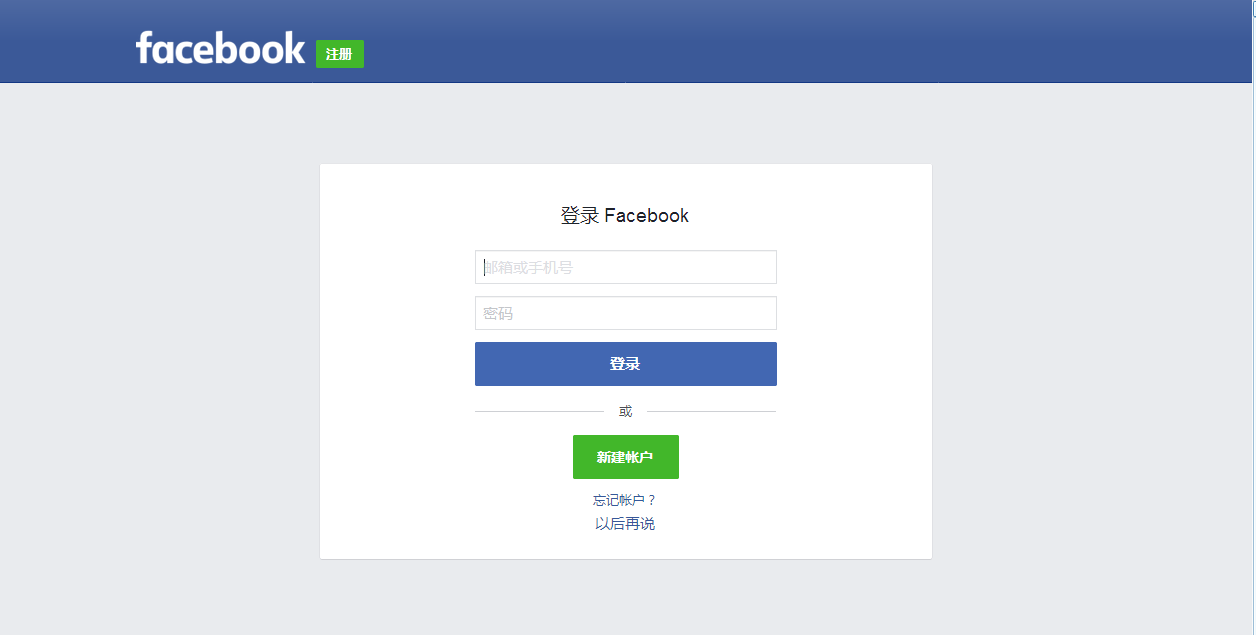 facebook 注册
登录 Facebook
邮箱或手机号
密码
登录
或
新建帐户
忘记帐户？
以后再说